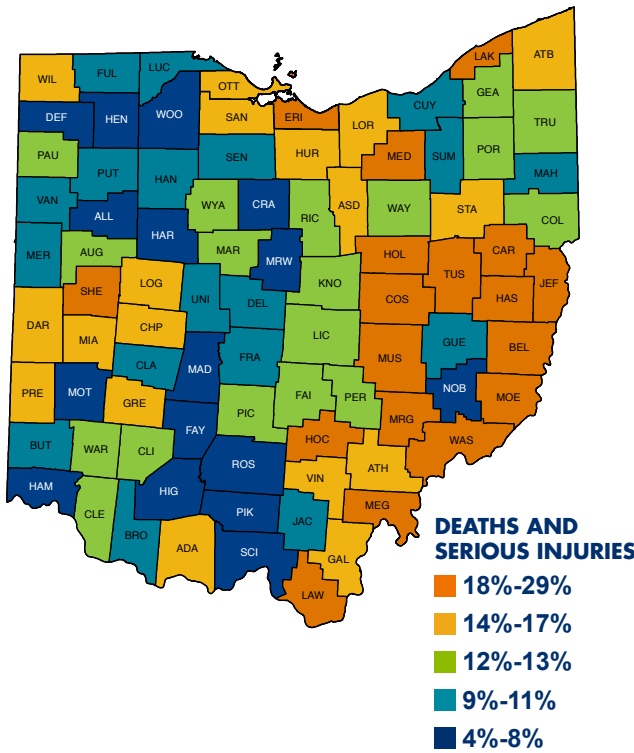 LAK
ATB
WIL
FUL
LUC
OTT
GEA
DEF
HEN
WOO
SAN
ERI
LOR
CUY
TRU
PAU
PUT
HAN
SEN
HUR
MED
SUM
POR
MAH
VAN
ALL
WYA
CRA
RIC
ASD
WAY
STA
COL
MER
AUG
HAR
MAR
MRW
HOL
TUS
CAR
JEF
SHE
LOG
UNI
DEL
KNO
COS
HAS
DAR
MIA
CHP
LIC
GUE
BEL
CLA
MAD
FRA
MUS
PRE
MOT
GRE
PIC
FAI
PER
NOB
MOE
MRG
BUT
WAR
CLI
FAY
HOC
WAS
HAM
HIG
ROS
VIN
ATH
CLE
BRO
PIK
JAC
MEG
ADA
SCI
GAL
LAW
DEATHS AND
SERIOUS INJURIES
18%-29%
14%-17%
12%-13%
9%-11%
4%-8%